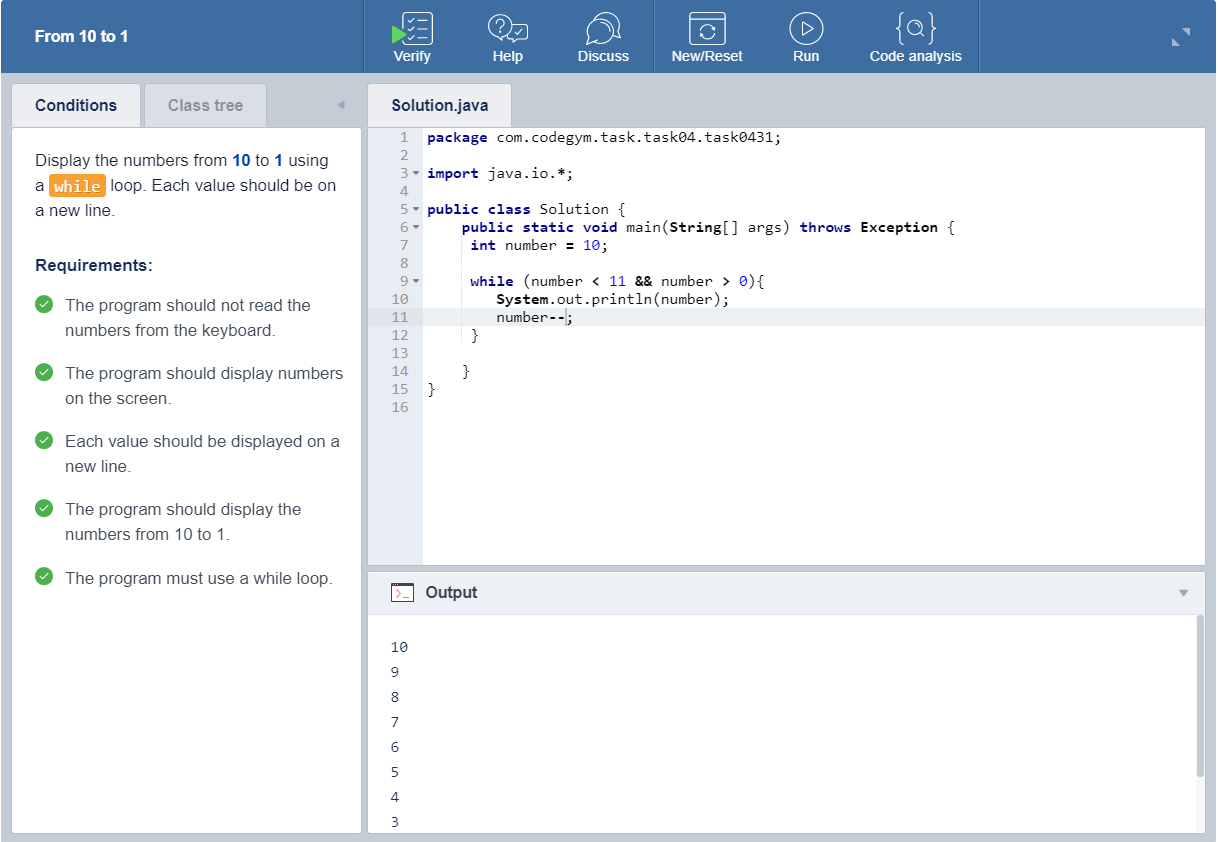 From 10 to 1
Verify
Help
Discuss
New/Reset
Run
Code analysis
Conditions
Class tree
Display the numbers from 10 to 1 using
a while loop. Each value should be on
a new line.
Requirements:
The program should not read the
numbers from the keyboard.
The program should display numbers
on the screen.
Each value should be displayed on a
new line.
The program should display the
numbers from 10 to 1.
The program must use a while loop.
Solution.java
1 package com.codegym.task.task04.task0431;
2
3 import java.io.*;
4
5 public class Solution {
6 public static void main(String[] args) throws Exception {
7 int number = 10;
8
9 while (number < 11 && number > 0){
10 System.out.println(number);
11 number--;
12 }
13
14 }
15 }
16
>_ Output
10
9
8
7
6
5
4
3